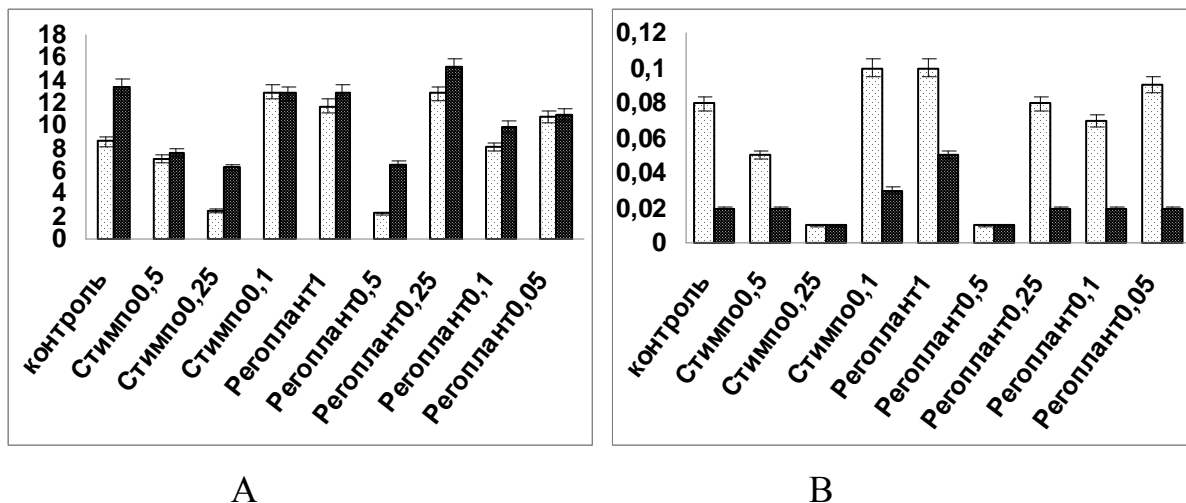 18
16
14
12
10
8
6
4
2
0
контроль
Стимпо0,5
Стимпо0,25
Стимпо0,1
Регоплант1
Регоплант0,5
Регоплант0,25
Регоплант0,1
Регоплант0,05
А
0,12
0,1
0,08
0,06
0,04
0,02
0
контроль
Стимпо0,5
Стимпо0,25
Стимпо0,1
Регоплант1
Регоплант0,5
Регоплант0,25
Регоплант0,1
Регоплант0,05
В